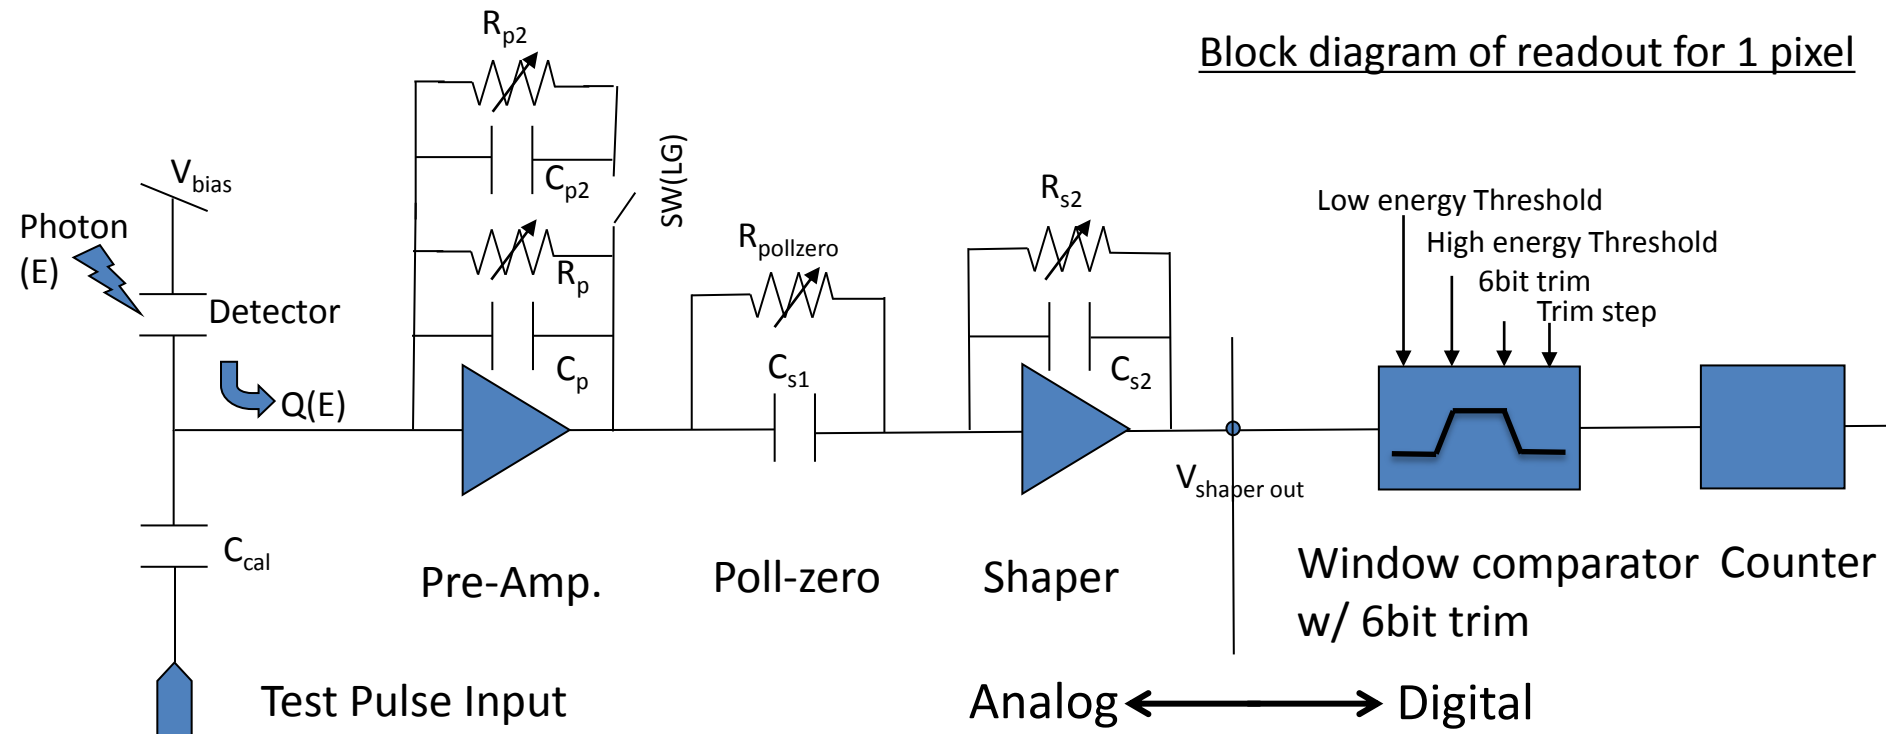 Block diagram of readout for 1 pixel
Rp2
Cp2
SW(LG)
Vbias
Photon
(E)
Detector
Rp
Cp
Q(E)
Rpollzero
Cs1
Rs2
Cs2
Low energy Threshold
High energy Threshold
6bit trim
Trim step
Vshaper out
Ccal
Pre-Amp.
Poll-zero
Shaper
Window comparator
w/ 6bit trim
Counter
Test Pulse Input
Analog
Digital